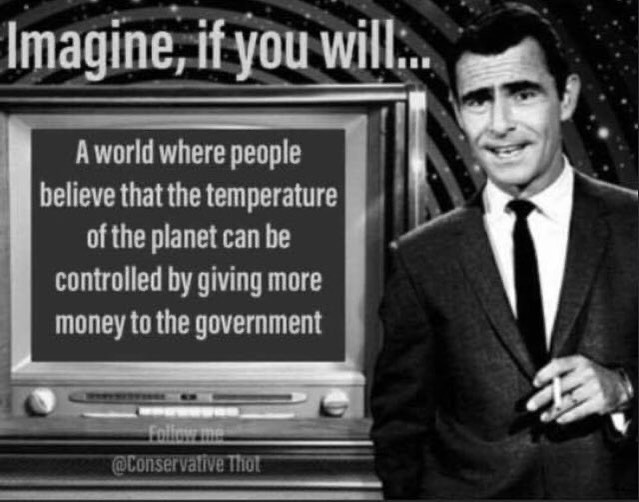 Imagine, if you will...
A world where people
believe that the temperature
of the planet can be
controlled by giving more
money to the government
Follow me
@Conservative Thot